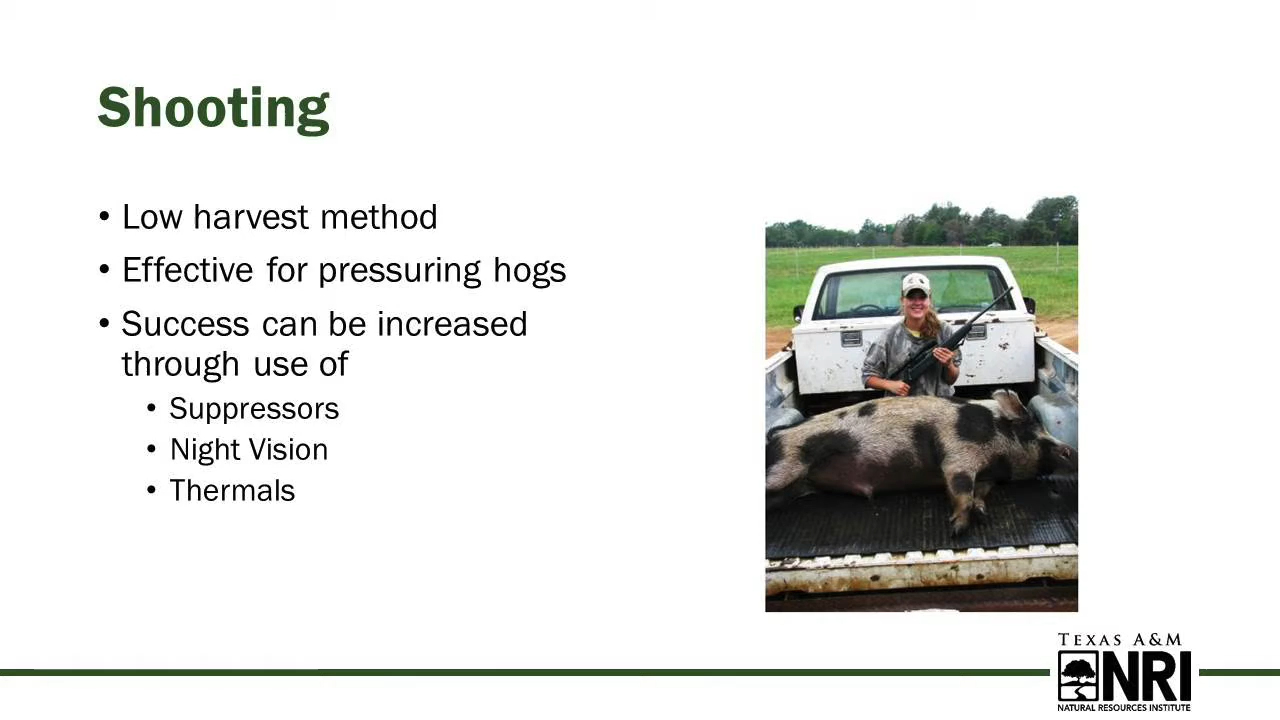 Shooting
• Low harvest method
• Effective for pressuring hogs
• Success can be increased
through use of
• Suppressors
• Night Vision
• Thermals
TEXAS A&M
NRI
NATURAL RESOURCES INSTITUTE